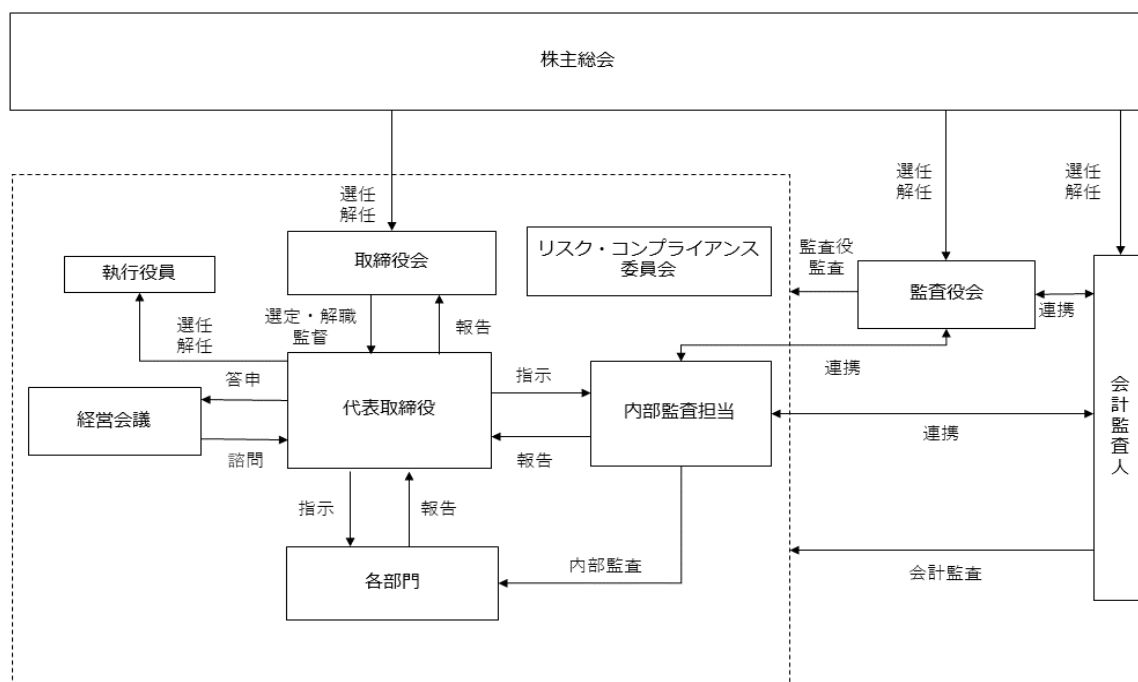 株主総会
選任
解任
選任
解任
選任
解任
取締役会
リスク・コンプライアンス
委員会
監査役
監査
監査役会
連携
執行役員
選任
解任
選定・解職
監督
報告
連携
会計監査人
答申
経営会議
諮問
代表取締役
指示
報告
内部監査担当
連携
指示
報告
各部門
内部監査
会計監査